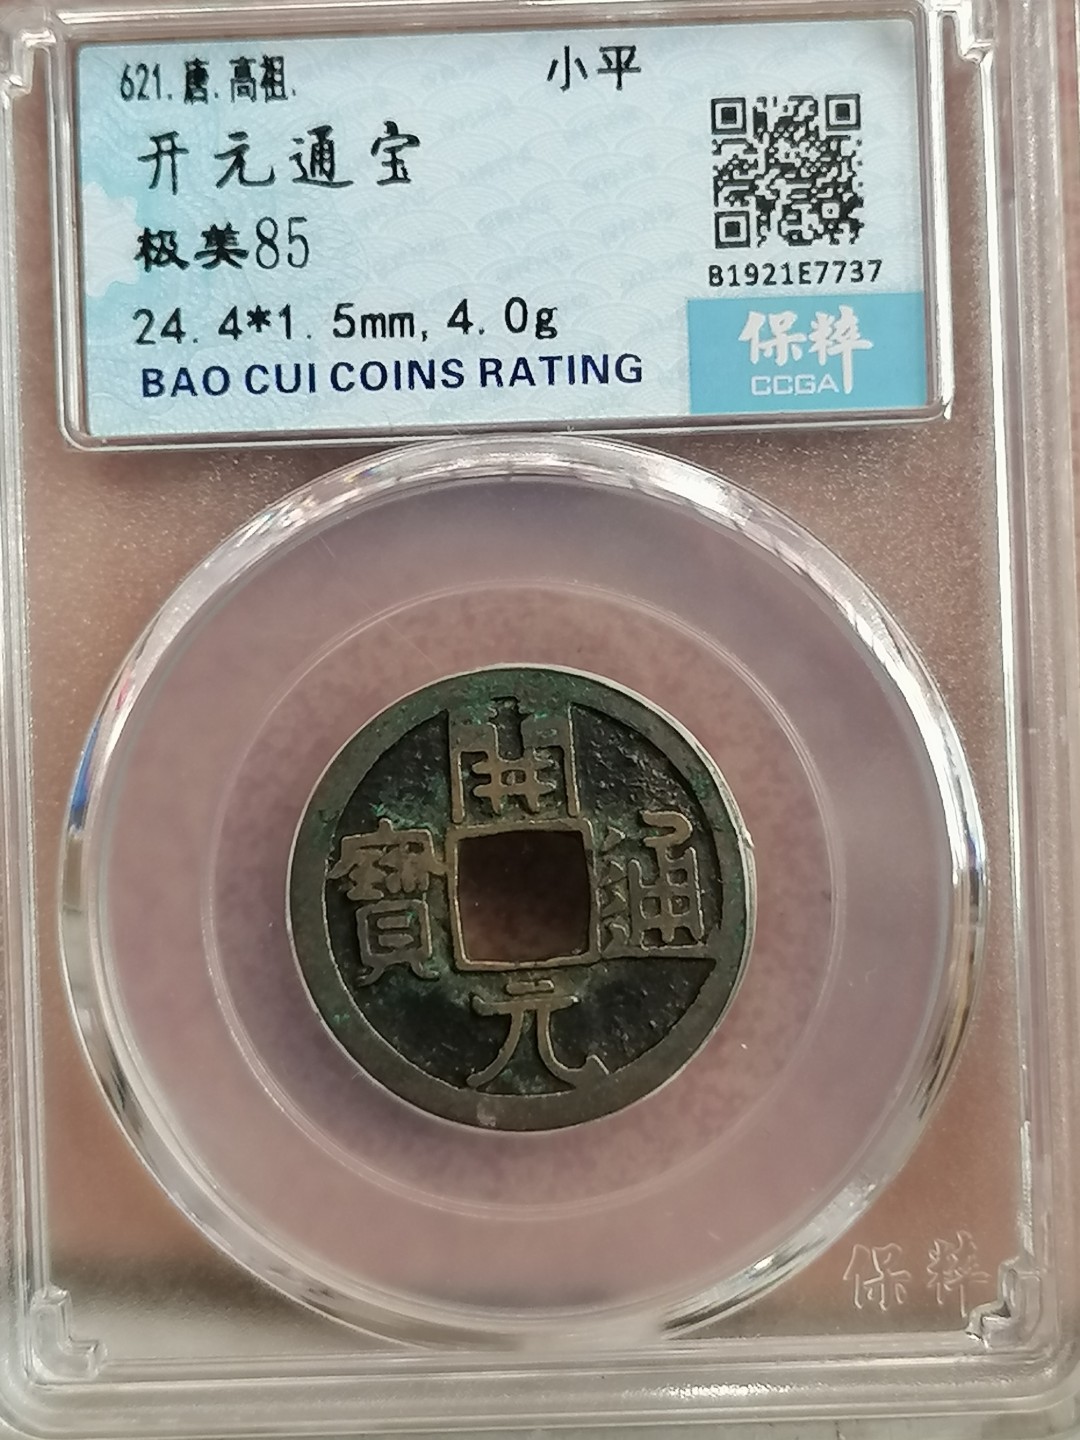 621.唐.高祖.
小平
开元通宝
极美85
B1921E7737
24.4*1.5mm,4.0g
BAO CUI COINS RATING
保粹
CCGA
開元通寶
保粹